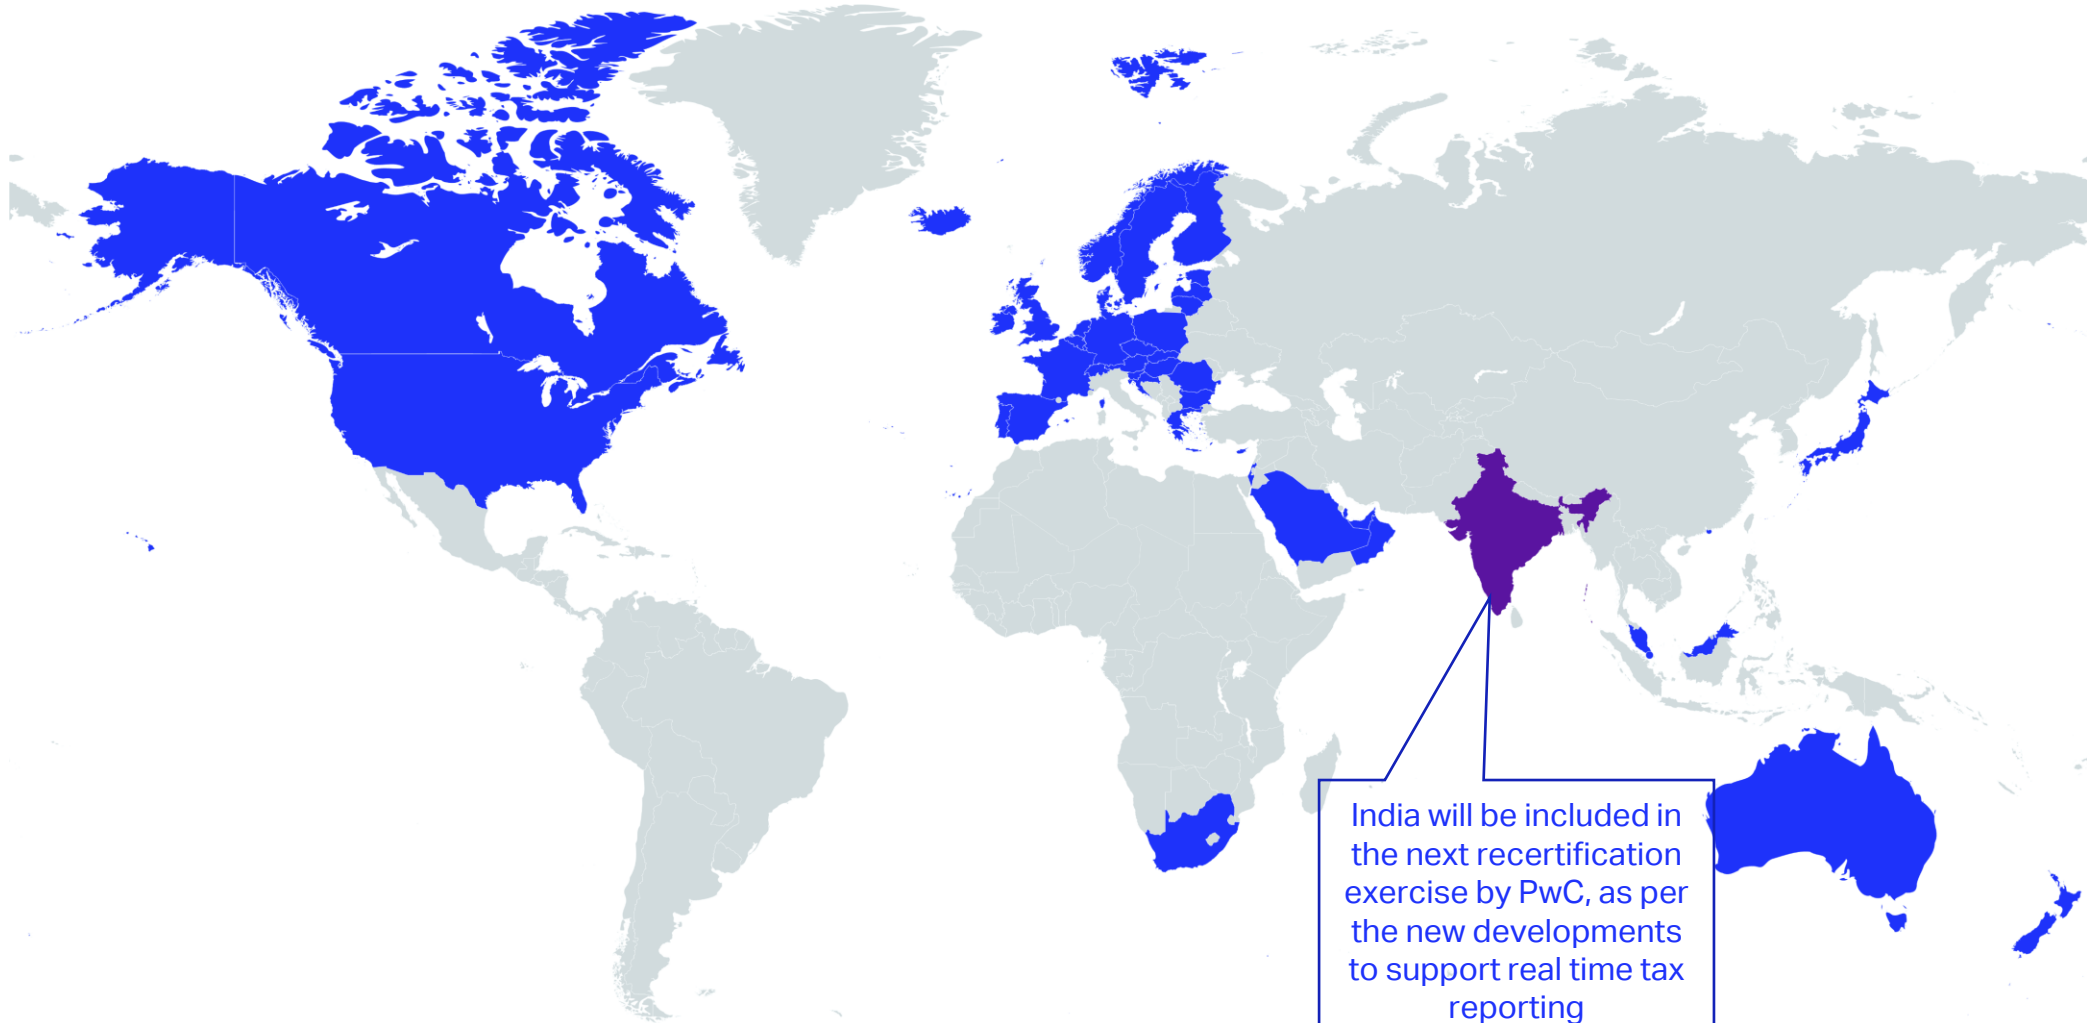 India will be included in
the next recertification
exercise by PwC, as per
the new developments
to support real time tax
reporting